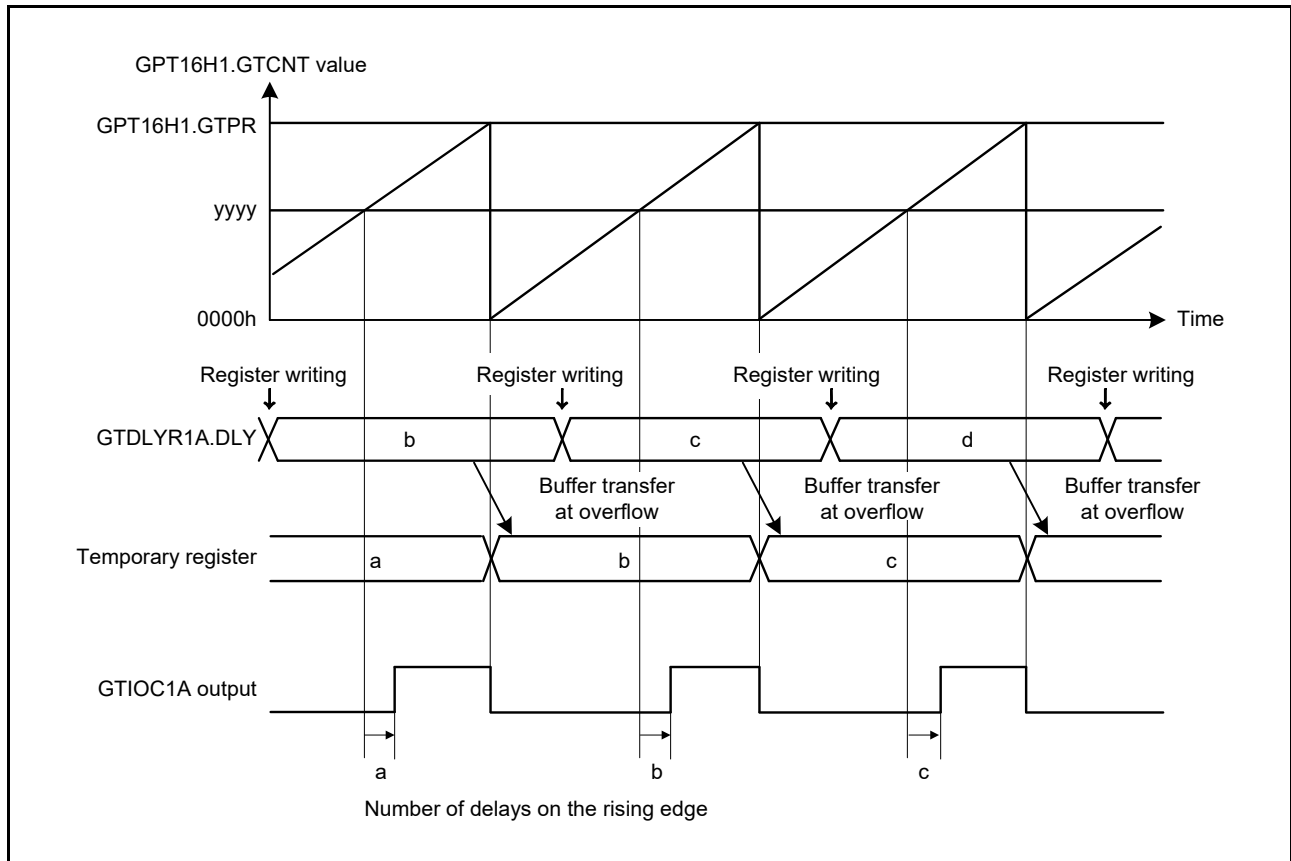 GPT16H1.GTCNT value
GPT16H1.GTPR
yyyy
0000h
Time
Register writing
Register writing
Register writing
Register writing
GTDLYR1A.DLY
b
c
d
Buffer transfer
at overflow
Buffer transfer
at overflow
Buffer transfer
at overflow
Temporary register
a
b
c
GTIOC1A output
a
b
c
Number of delays on the rising edge